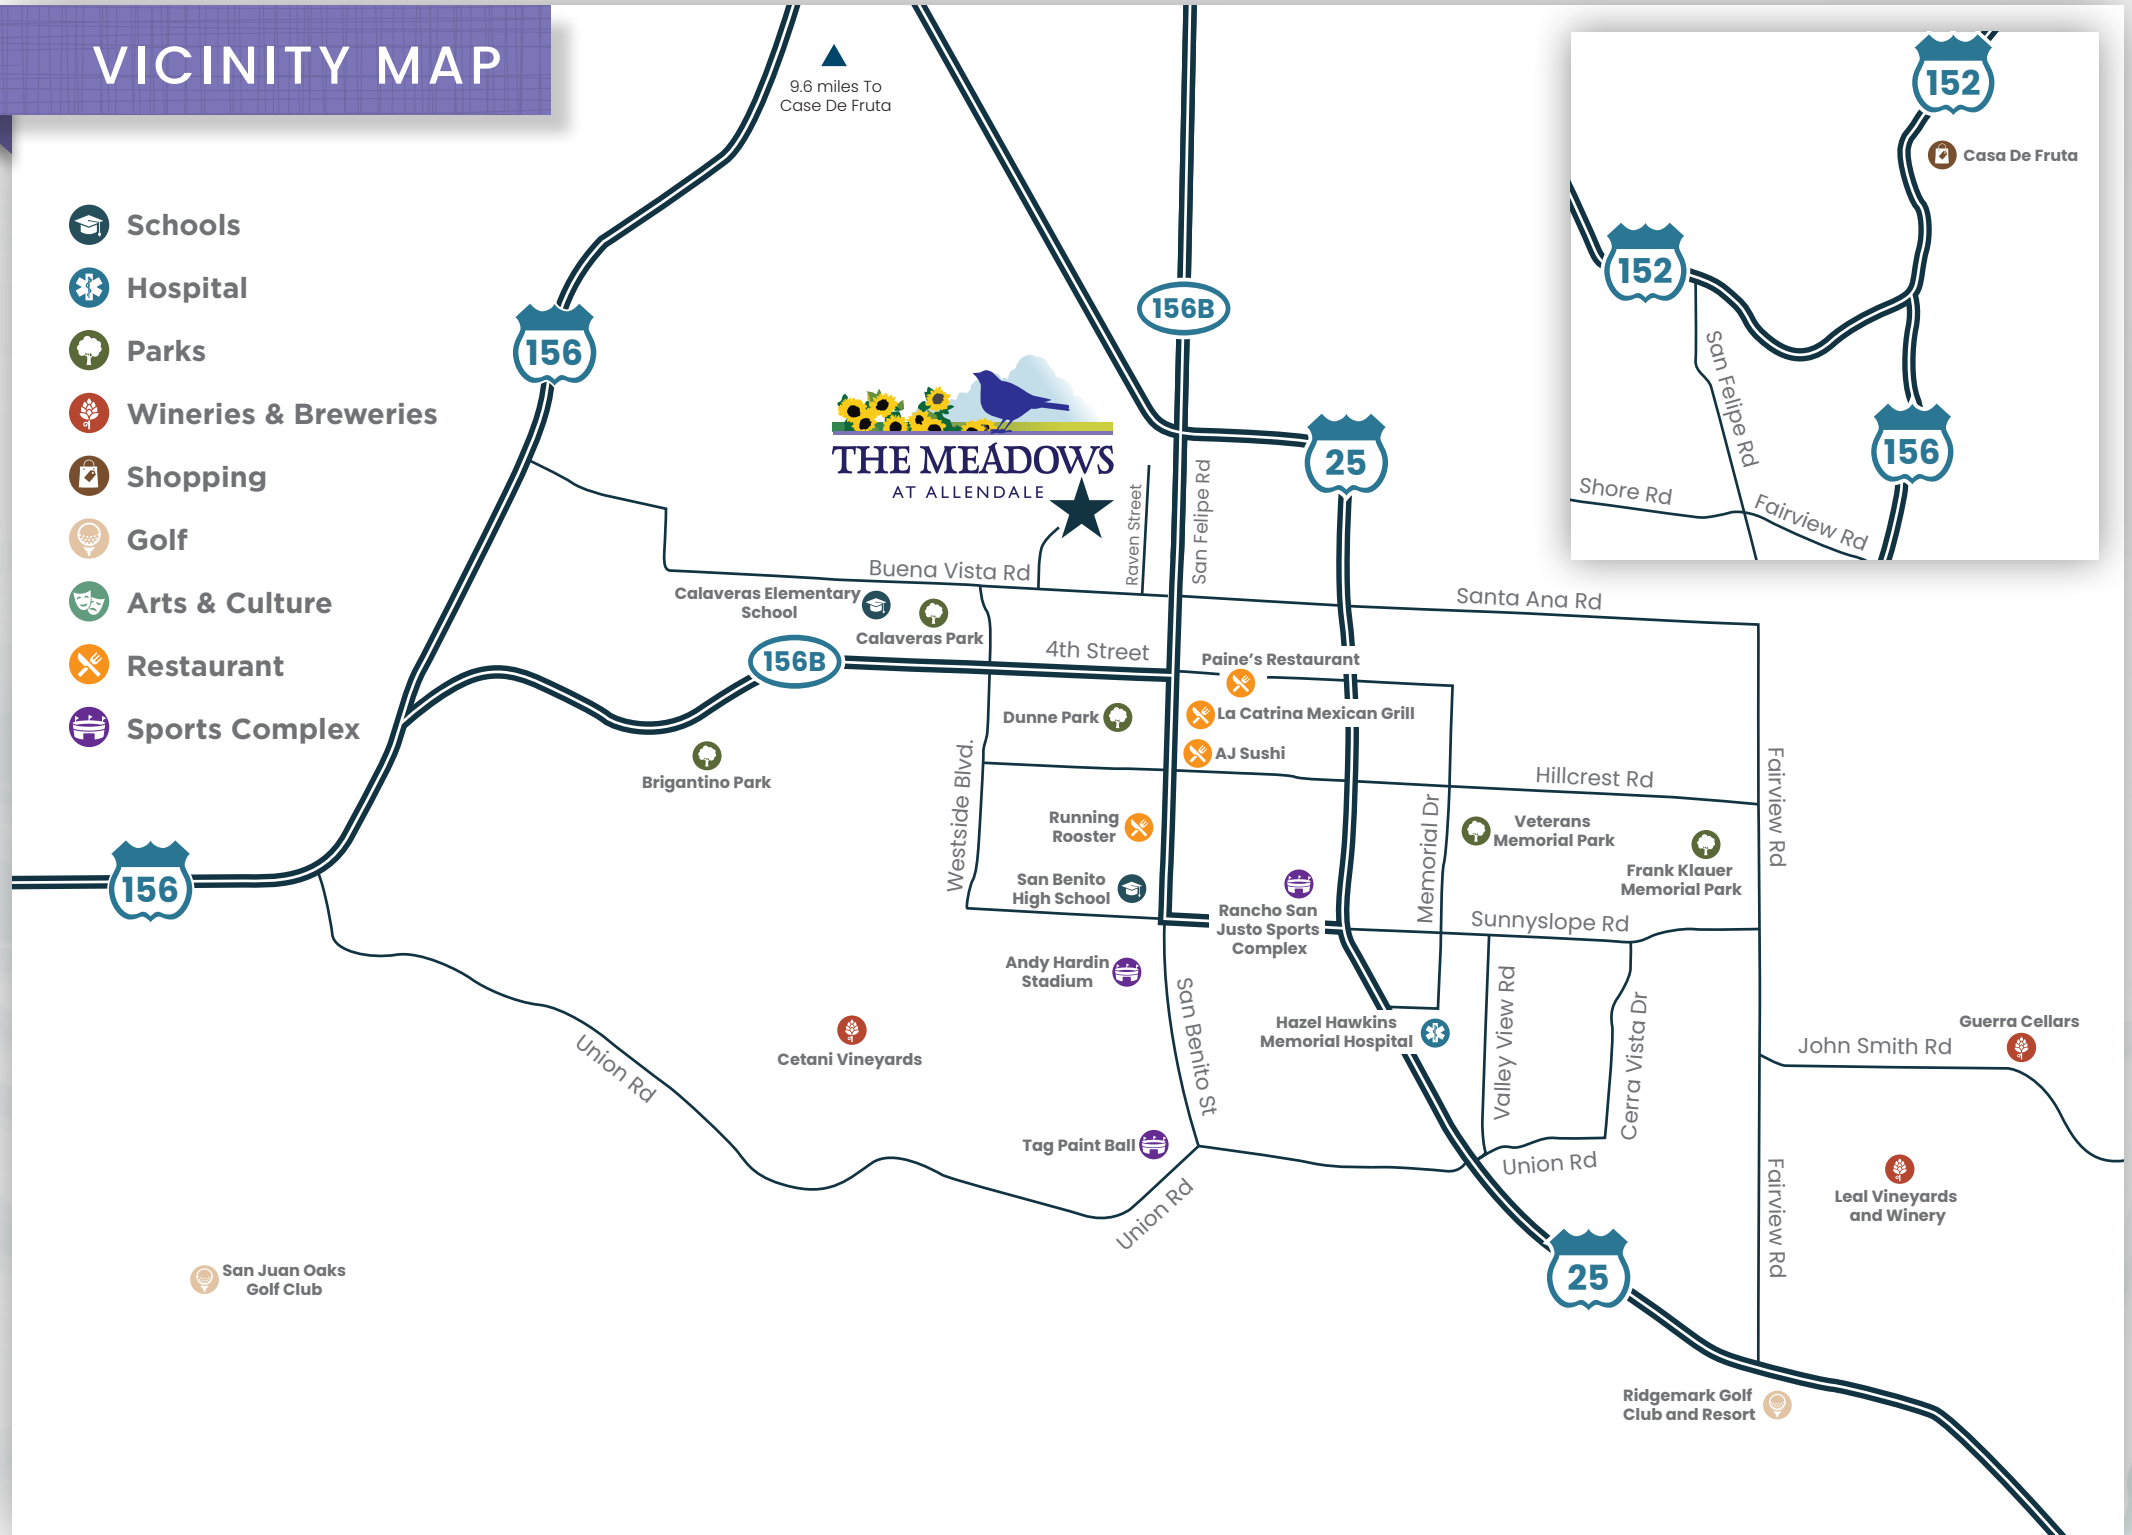 VICINITY MAP
9.6 miles To
Case De Fruta
Schools
Hospital
Parks
Wineries & Breweries
Shopping
Golf
Arts & Culture
Restaurant
Sports Complex
152
Casa De Fruta
152
San Felipe Rd
156
Shore Rd
Fairview Rd
156
156B
25
THE MEADOWS
AT ALLENDALE
Raven Street
San Felipe Rd
Buena Vista Rd
Santa Ana Rd
Calaveras Elementary
School
Calaveras Park
156B
4th Street
Paine's Restaurant
La Catrina Mexican Grill
Dunne Park
AJ Sushi
Brigantino Park
Westside Blvd.
Hillcrest Rd
Fairview Rd
Running
Rooster
Memorial Dr
Veterans
Memorial Park
Frank Klauer
Memorial Park
156
San Benito
High School
Rancho San
Justo Sports
Complex
Sunnyslope Rd
Andy Hardin
Stadium
San Benito St
Valley View Rd
Cerra Vista Dr
Hazel Hawkins
Memorial Hospital
Guerra Cellars
John Smith Rd
Cetani Vineyards
Union Rd
Tag Paint Ball
Union Rd
Union Rd
Fairview Rd
Leal Vineyards
and Winery
San Juan Oaks
Golf Club
25
Ridgemark Golf
Club and Resort